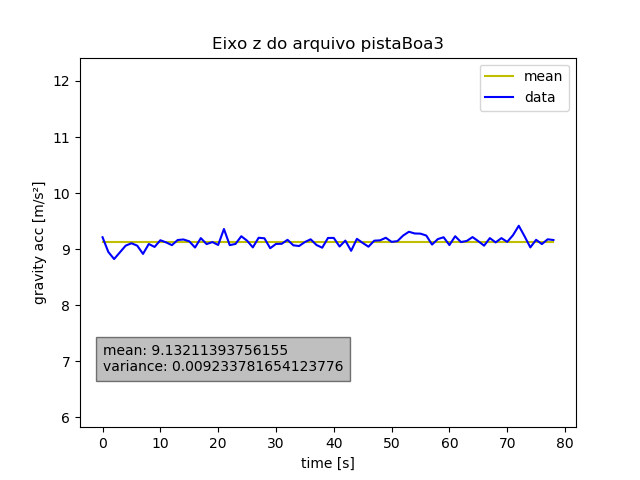 Eixo z do arquivo pistaBoa3
mean
data
gravity acc [m/s²]
12
11
10
9
8
7
6
mean: 9.13211393756155
variance: 0.009233781654123776
0 10 20 30 40 50 60 70 80
time [s]